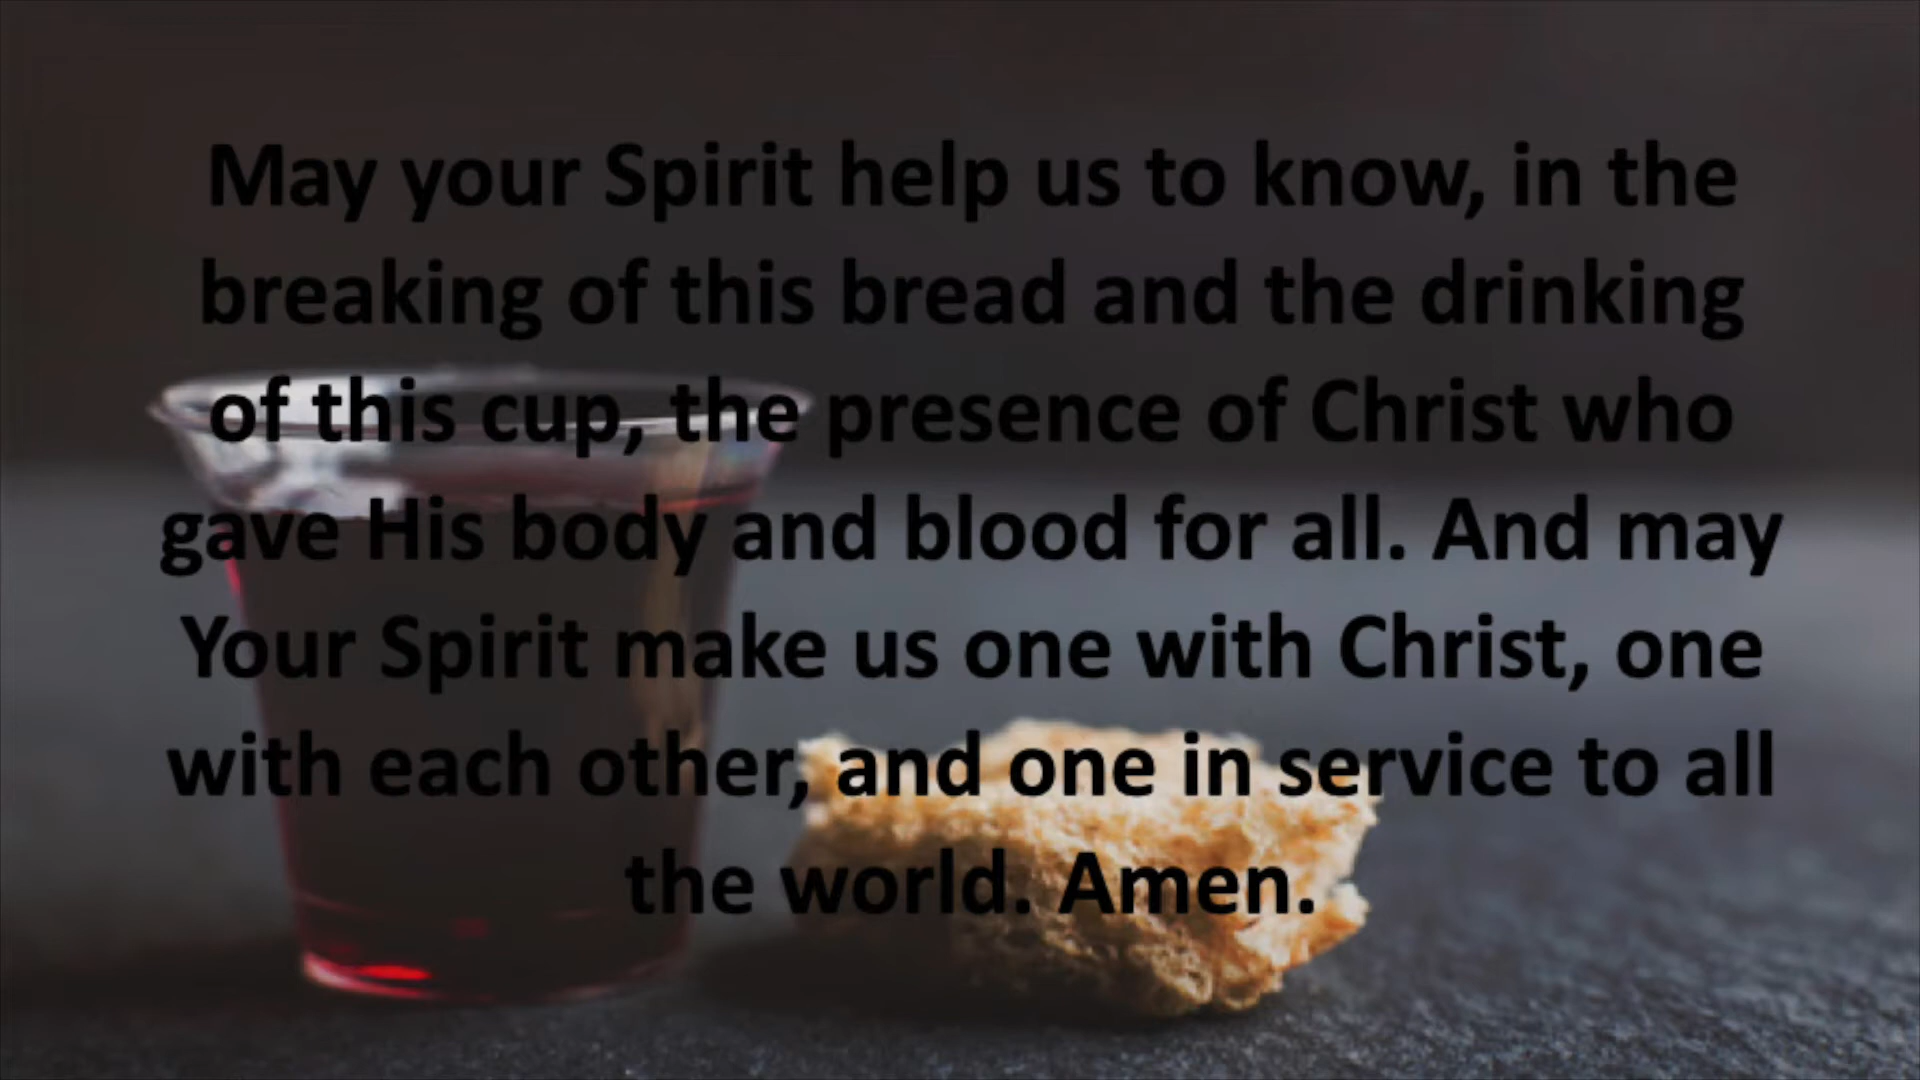 May your Spirit help us to know, in the
breaking of this bread and the drinking
of this cup, the presence of Christ who
gave His body and blood for all. And may
Your Spirit make us one with Christ, one
with each other, and one in service to all
the world. Amen.